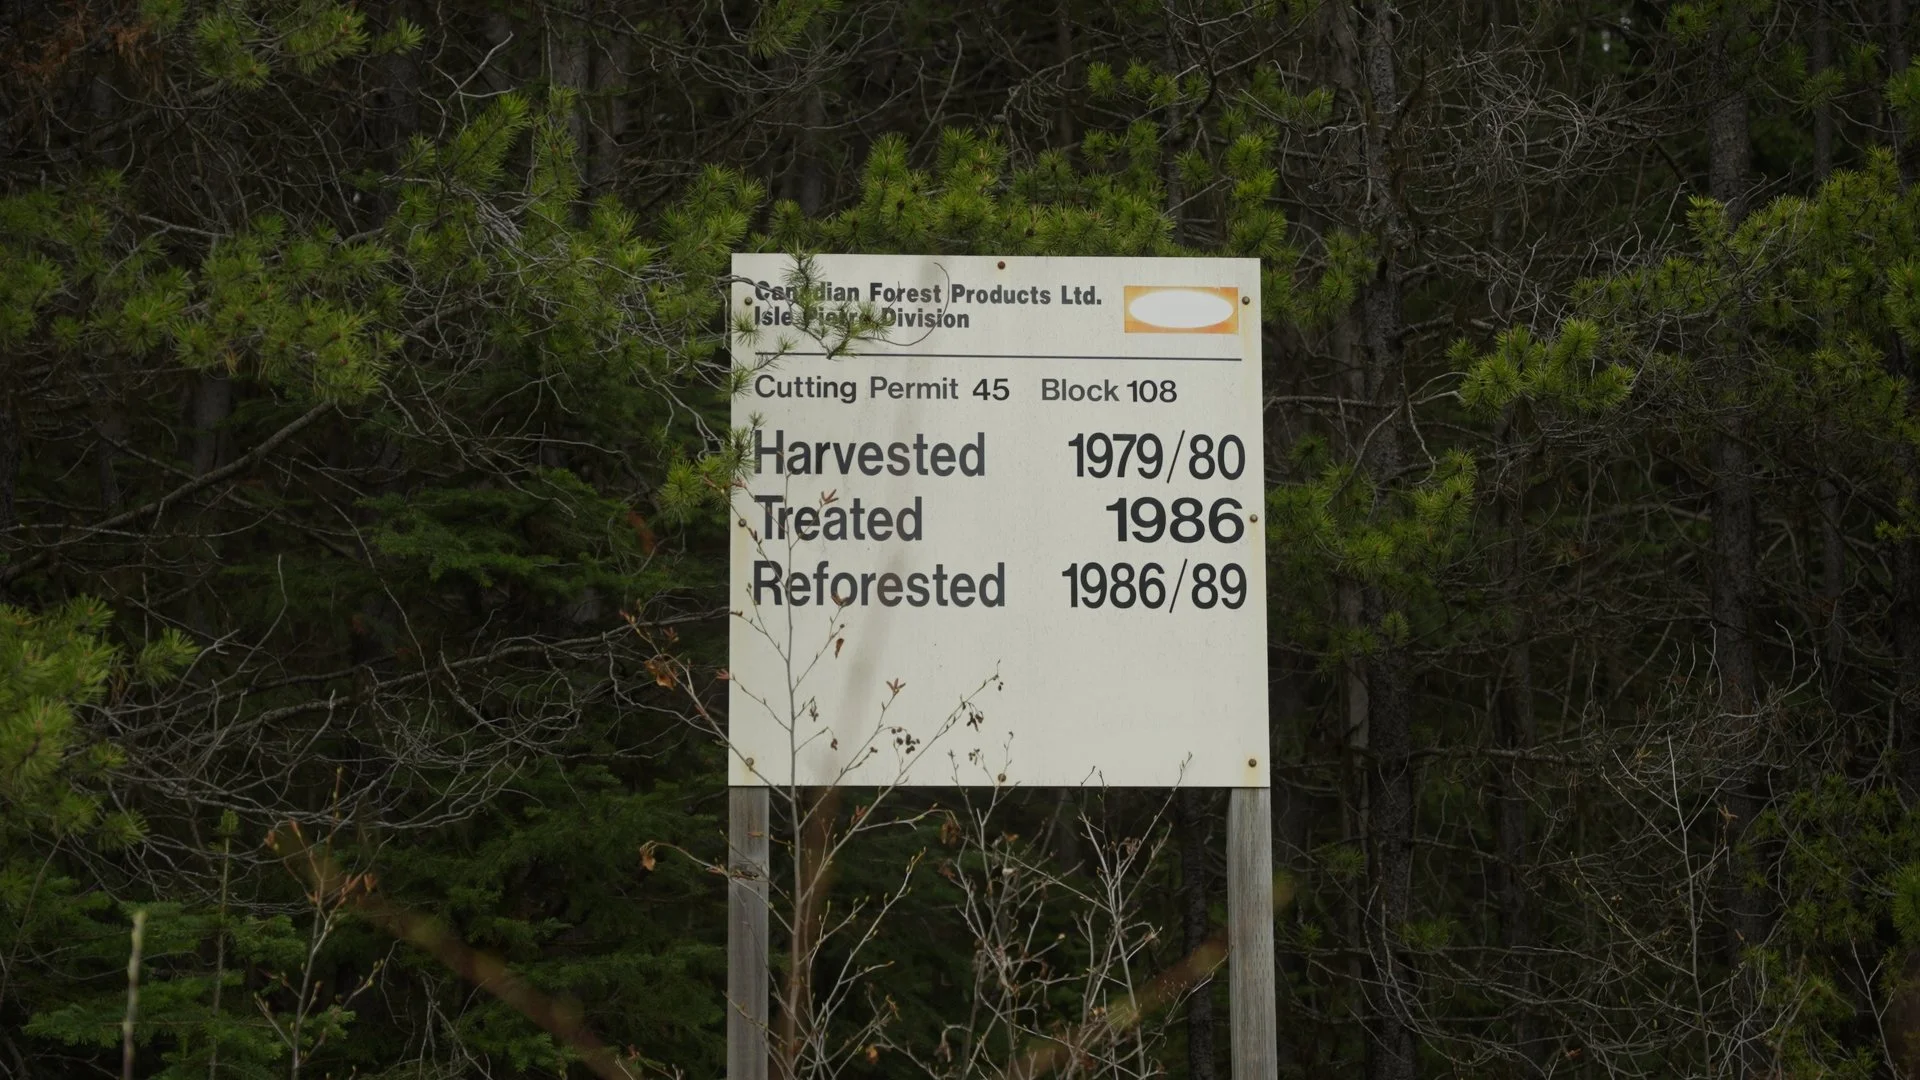 Canadian Forest Products Ltd.
Isle Pierre Division
Cutting Permit 45 Block 108
Harvested 1979/80
Treated 1986
Reforested 1986/89